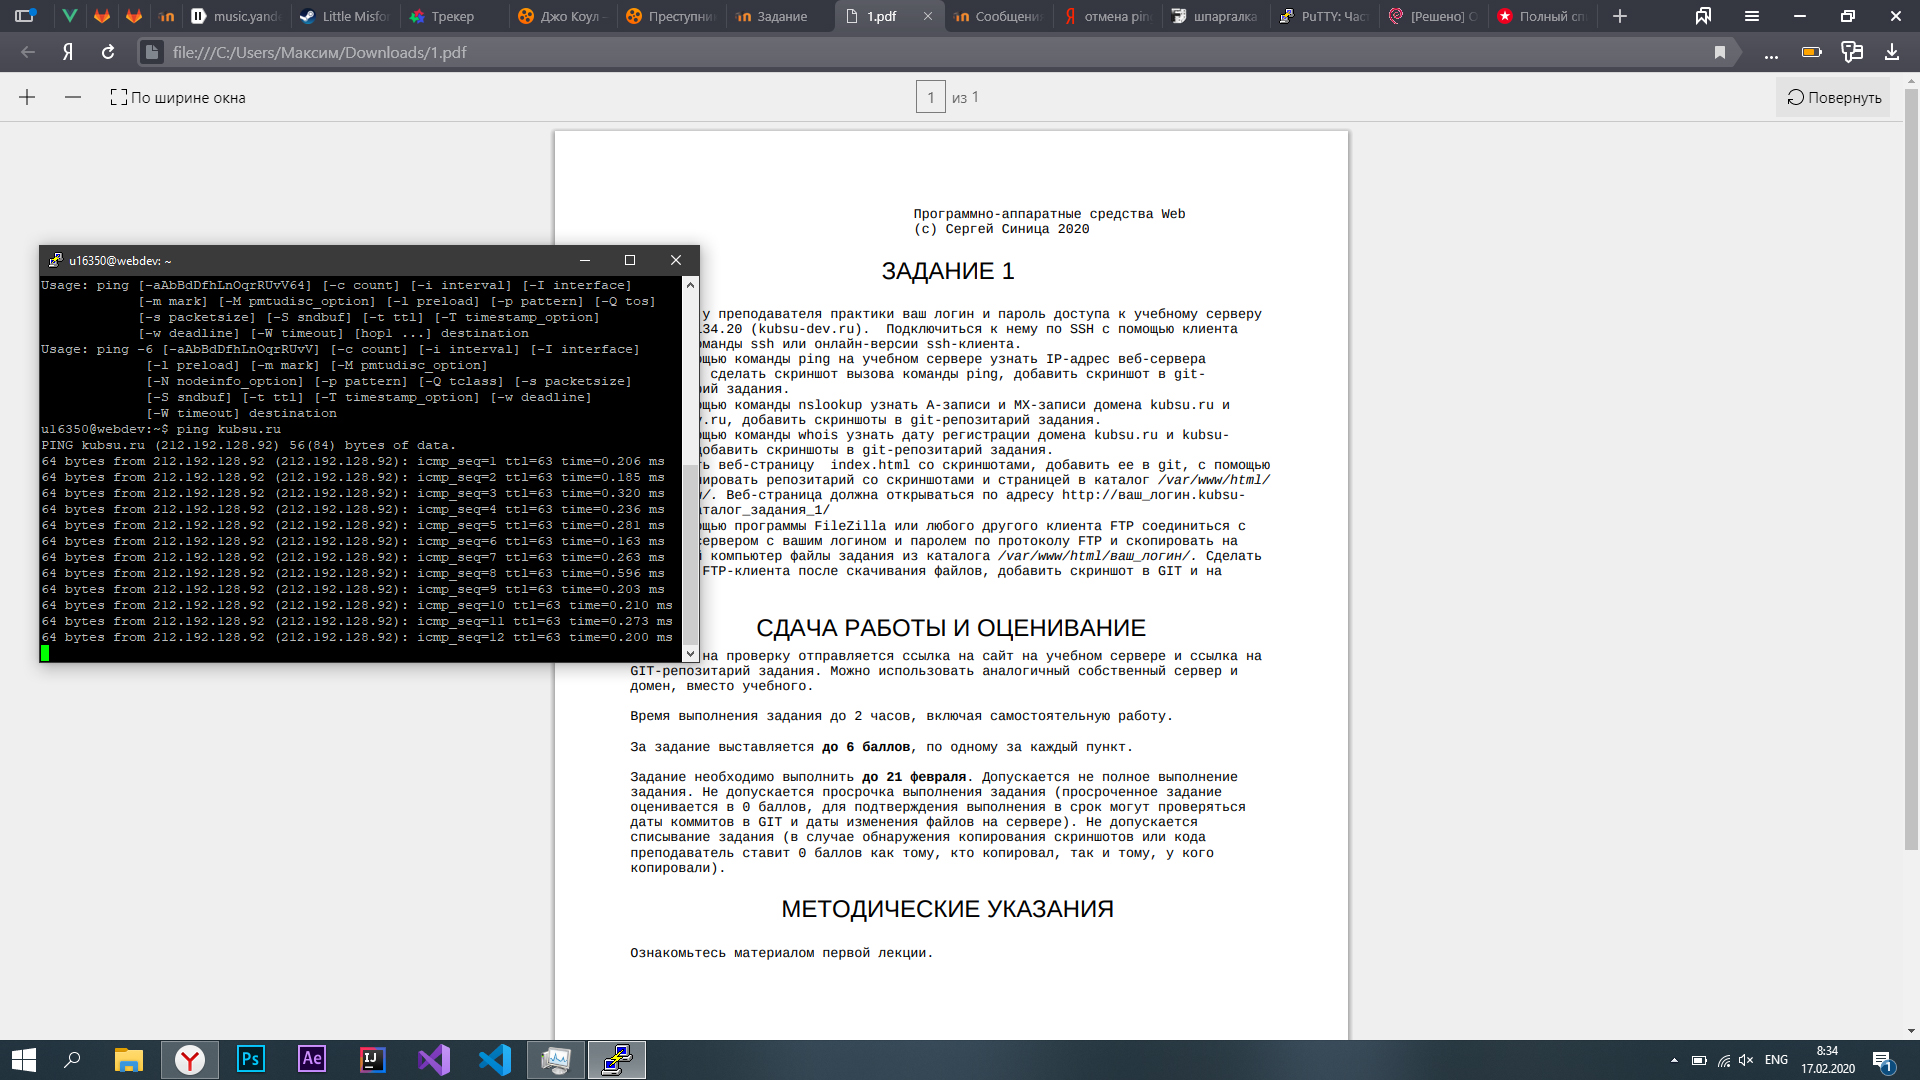 music.yand
Little Misfo
Трекер
Джо Коул -
Преступни
Задание
1.pdf
Сообщени
отмена pin
шпаргалка
PuTTY: Час
[Решено]
Полный сп
file:///C:/Users/Максим/Downloads/1.pdf
По ширине окна
1 из 1
Повернуть
Программно-аппаратные средства Web
(c) Сергей Синица 2020
ЗАДАНИЕ 1
у преподавателя практики ваш логин и пароль доступа к учебному серверу
134.20 (kubsu-dev.ru). Подключиться к нему по SSH с помощью клиента
оманды ssh или онлайн-версии ssh-клиента.
ощью команды ping на учебном сервере узнать IP-адрес веб-сервера
сделать скриншот вызова команды ping, добавить скриншот в git-
рий задания.
ощью команды nslookup узнать А-записи и MX-записи домена kubsu.ru и
v.ru, добавить скриншоты в git-репозитарий задания.
ощью команды whois узнать дату регистрации домена kubsu.ru и kubsu-
добавить скриншоты в git-репозитарий задания.
ть веб-страницу index.html со скриншотами, добавить ее в git, с помощью
нировать репозитарий со скриншотами и страницей в каталог /var/www/html/
н/. Веб-страница должна открываться по адресу http://ваш_логин.kubsu-
аталог_задания_1/
ощью программы FileZilla или любого другого клиента FTP соединиться с
сервером с вашим логином и паролем по протоколу FTP и скопировать на
й компьютер файлы задания из каталога /var/www/html/ваш_логин/. Сделать
FTP-клиента после скачивания файлов, добавить скриншот в GIT и на
СДАЧА РАБОТЫ И ОЦЕНИВАНИЕ
на проверку отправляется ссылка на сайт на учебном сервере и ссылка на
GIT-репозитарий задания. Можно использовать аналогичный собственный сервер и
домен, вместо учебного.
Время выполнения задания до 2 часов, включая самостоятельную работу.
За задание выставляется до 6 баллов, по одному за каждый пункт.
Задание необходимо выполнить до 21 февраля. Допускается не полное выполнение
задания. Не допускается просрочка выполнения задания (просроченное задание
оценивается в 0 баллов, для подтверждения выполнения в срок могут проверяться
даты коммитов в GIT и даты изменения файлов на сервере). Не допускается
списывание задания (в случае обнаружения копирования скриншотов или кода
преподаватель ставит 0 баллов как тому, кто копировал, так и тому, у кого
копировали).
МЕТОДИЧЕСКИЕ УКАЗАНИЯ
Ознакомьтесь материалом первой лекции.
u16350@webdev: ~
Usage: ping [-aAbBdDfhLnOqrRUvV64] [-c count] [-i interval] [-I interface]
[-m mark] [-M pmtudisc_option] [-l preload] [-p pattern] [-Q tos]
[-s packetsize] [-S sndbuf] [-t ttl] [-T timestamp_option]
[-w deadline] [-W timeout] [hop1 ...] destination
Usage: ping -6 [-aAbBdDfhLnOqrRUvV] [-c count] [-i interval] [-I interface]
[-l preload] [-m mark] [-M pmtudisc_option]
[-N nodeinfo_option] [-p pattern] [-Q tclass] [-s packetsize]
[-S sndbuf] [-t ttl] [-T timestamp_option] [-w deadline]
[-W timeout] destination
u16350@webdev:~$ ping kubsu.ru
PING kubsu.ru (212.192.128.92) 56(84) bytes of data.
64 bytes from 212.192.128.92 (212.192.128.92): icmp_seq=1 ttl=63 time=0.206 ms
64 bytes from 212.192.128.92 (212.192.128.92): icmp_seq=2 ttl=63 time=0.185 ms
64 bytes from 212.192.128.92 (212.192.128.92): icmp_seq=3 ttl=63 time=0.320 ms
64 bytes from 212.192.128.92 (212.192.128.92): icmp_seq=4 ttl=63 time=0.236 ms
64 bytes from 212.192.128.92 (212.192.128.92): icmp_seq=5 ttl=63 time=0.281 ms
64 bytes from 212.192.128.92 (212.192.128.92): icmp_seq=6 ttl=63 time=0.163 ms
64 bytes from 212.192.128.92 (212.192.128.92): icmp_seq=7 ttl=63 time=0.263 ms
64 bytes from 212.192.128.92 (212.192.128.92): icmp_seq=8 ttl=63 time=0.596 ms
64 bytes from 212.192.128.92 (212.192.128.92): icmp_seq=9 ttl=63 time=0.203 ms
64 bytes from 212.192.128.92 (212.192.128.92): icmp_seq=10 ttl=63 time=0.210 ms
64 bytes from 212.192.128.92 (212.192.128.92): icmp_seq=11 ttl=63 time=0.273 ms
64 bytes from 212.192.128.92 (212.192.128.92): icmp_seq=12 ttl=63 time=0.200 ms
Ps
Ae
IJ
ENG
8:34
17.02.2020
1